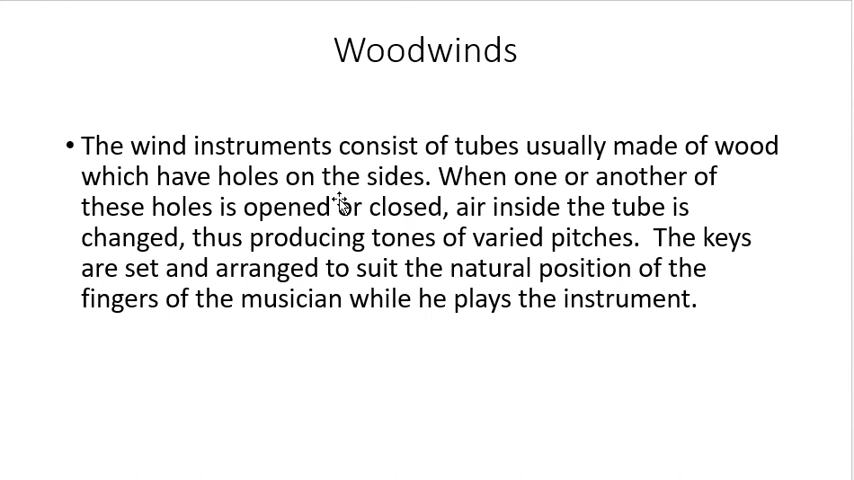 Woodwinds
• The wind instruments consist of tubes usually made of wood
which have holes on the sides. When one or another of
these holes is opened or closed, air inside the tube is
changed, thus producing tones of varied pitches.  The keys
are set and arranged to suit the natural position of the
fingers of the musician while he plays the instrument.